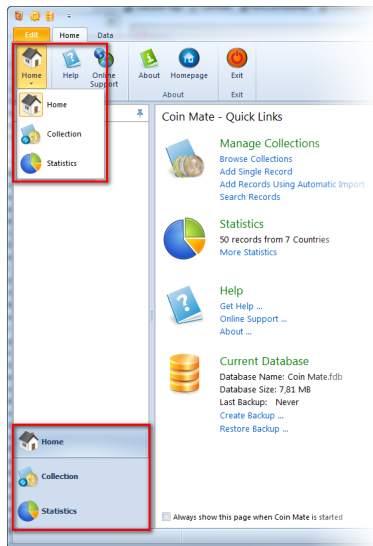 Edit Home Data
Home Help Online Support About Homepage Exit
About Exit
Home
Collection
Statistics
Coin Mate - Quick Links
Manage Collections
Browse Collections
Add Single Record
Add Records Using Automatic Import
Search Records
Statistics
50 records from 7 Countries
More Statistics
Help
Get Help ...
Online Support ...
About ...
Current Database
Database Name: Coin Mate.fdb
Database Size: 7,81 MB
Last Backup: Never
Create Backup ...
Restore Backup ...
Home
Collection
Statistics
Always show this page when Coin Mate is started